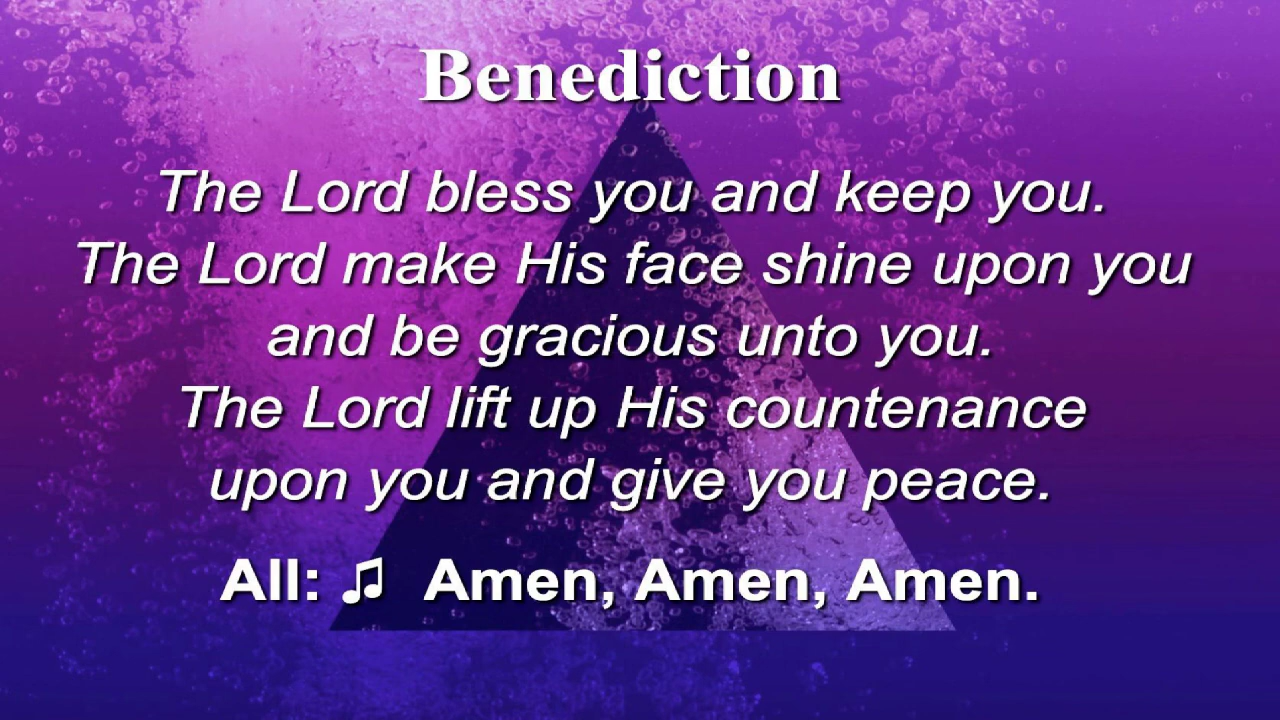 Benediction
The Lord bless you and keep you.
The Lord make His face shine upon you
and be gracious unto you.
The Lord lift up His countenance
upon you and give you peace.
All: ♫ Amen, Amen, Amen.